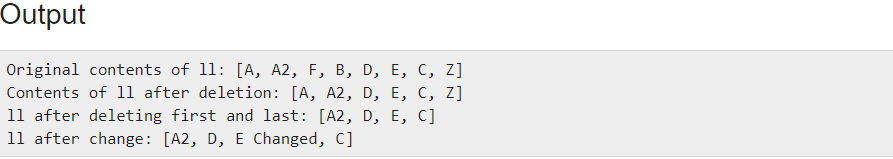 Output
Original contents of ll: [A, A2, F, B, D, E, C, Z]
Contents of ll after deletion: [A, A2, D, E, C, Z]
ll after deleting first and last: [A2, D, E, C]
ll after change: [A2, D, E Changed, C]